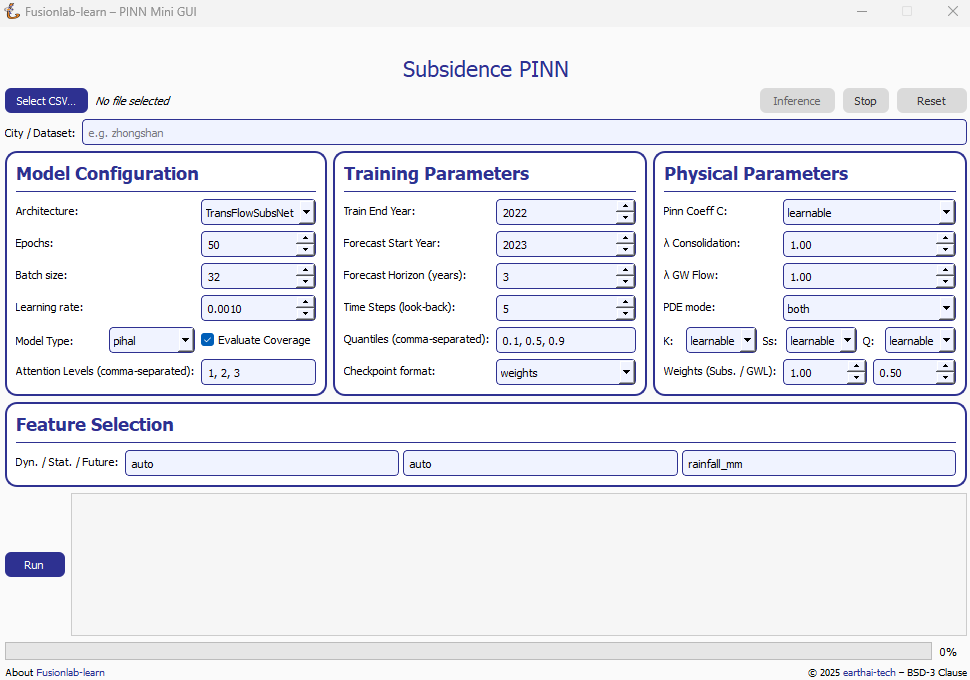 Fusionlab-learn – PINN Mini GUI
Subsidence PINN
Select CSV... No file selected Inference Stop Reset
City / Dataset: e.g. zhongshan
Model Configuration
Architecture: TransFlowSubsNet
Epochs: 50
Batch size: 32
Learning rate: 0.0010
Model Type: pihal Evaluate Coverage
Attention Levels (comma-separated): 1, 2, 3
Training Parameters
Train End Year: 2022
Forecast Start Year: 2023
Forecast Horizon (years): 3
Time Steps (look-back): 5
Quantiles (comma-separated): 0.1, 0.5, 0.9
Checkpoint format: weights
Physical Parameters
Pinn Coeff C: learnable
λ Consolidation: 1.00
λ GW Flow: 1.00
PDE mode: both
K: learnable Ss: learnable Q: learnable
Weights (Subs. / GWL): 1.00 0.50
Feature Selection
Dyn. / Stat. / Future: auto auto rainfall_mm
Run
0%
About Fusionlab-learn © 2025 earthai-tech – BSD-3 Clause